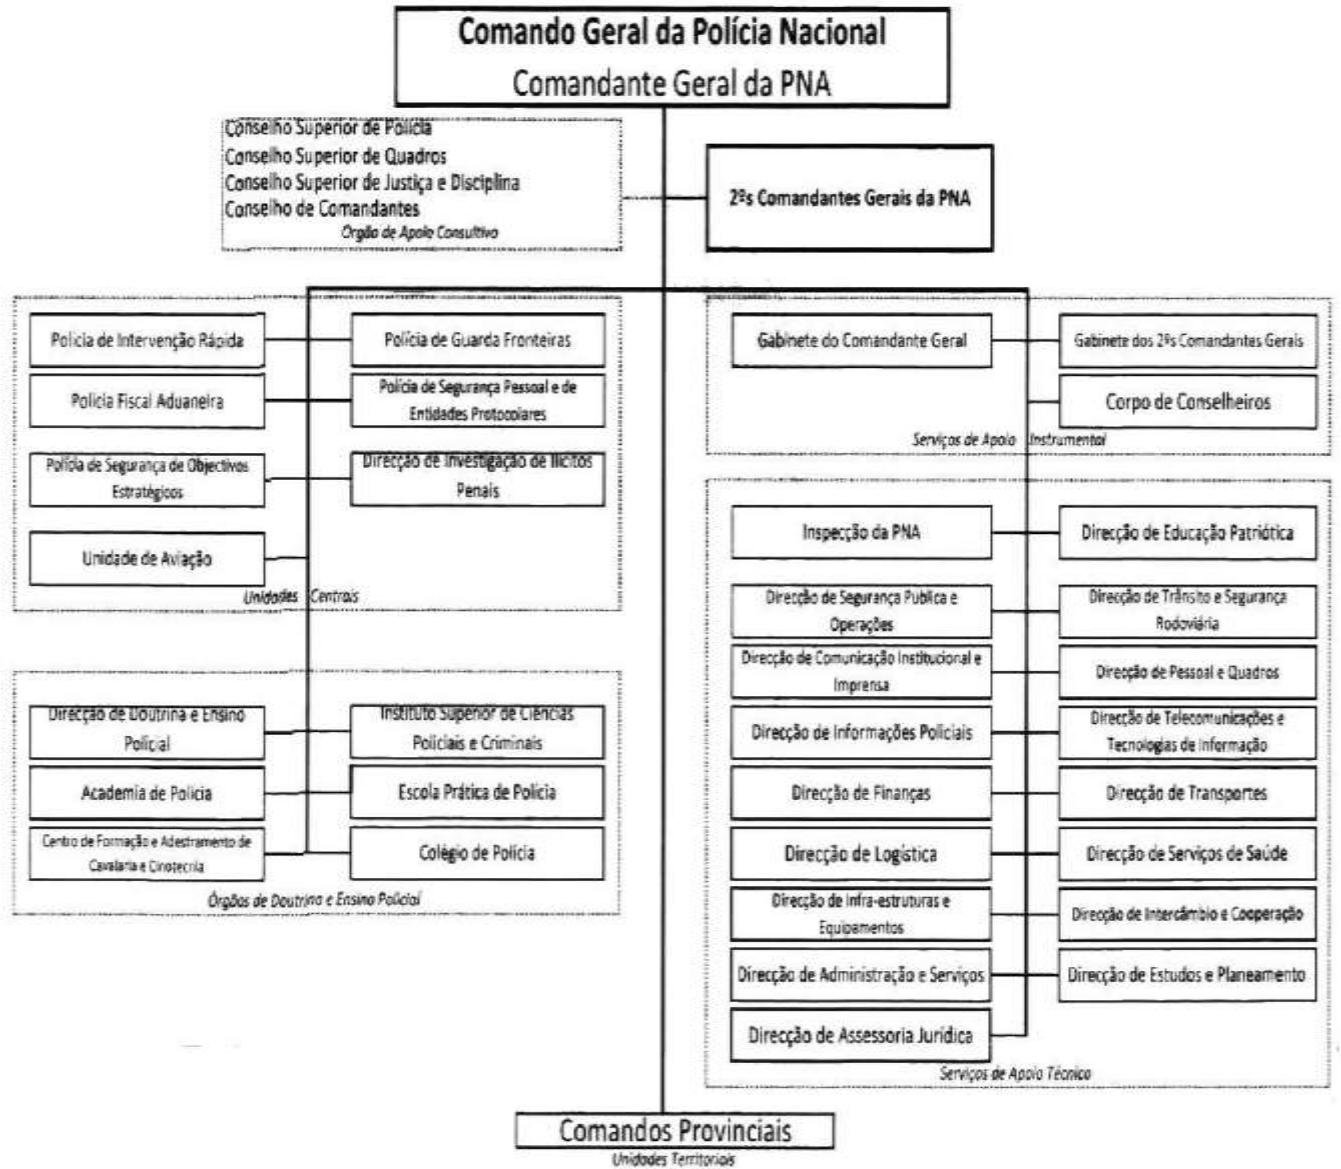 Comando Geral da Polícia Nacional
Comandante Geral da PNA
Conselho Superior de Polícia
Conselho Superior de Quadros
Conselho Superior de Justiça e Disciplina
Conselho de Comandantes
Orgão de Apoio Consultivo
2ºs Comandantes Gerais da PNA
Policia de Intervenção Rápida
Polícia de Guarda Fronteiras
Policia Fiscal Aduaneira
Polícia de Segurança Pessoal e de
Entidades Protocolares
Polícia de Segurança de Objectivos
Estratégicos
Direcção de Investigação de Ilícitos
Penais
Unidade de Aviação
Unidades Centrais
Direcção de Doutrina e Ensino
Policial
Instituto Superior de Ciências
Policiais e Criminais
Academia de Policia
Escola Prática de Policia
Centro de Formação e Adestramento de
Cavalaria e Cinotecnia
Colégio de Policia
Órgãos de Doutrina e Ensino Policial
Gabinete do Comandante Geral
Gabinete dos 2ºs Comandantes Gerais
Corpo de Conselheiros
Serviços de Apoio Instrumental
Inspecção da PNA
Direcção de Educação Patriótica
Direcção de Segurança Publica e
Operações
Direcção de Trânsito e Segurança
Rodoviária
Direcção de Comunicação Institucional e
Imprensa
Direcção de Pessoal e Quadros
Direcção de Informações Policiais
Direcção de Telecomunicações e
Tecnologias de Informação
Direcção de Finanças
Direcção de Transportes
Direcção de Logística
Direcção de Serviços de Saúde
Direcção de Infra-estruturas e
Equipamentos
Direcção de Intercâmbio e Cooperação
Direcção de Administração e Serviços
Direcção de Estudos e Planeamento
Direcção de Assessoria Jurídica
Serviços de Apoio Técnico
Comandos Provinciais
Unidades Territoriais